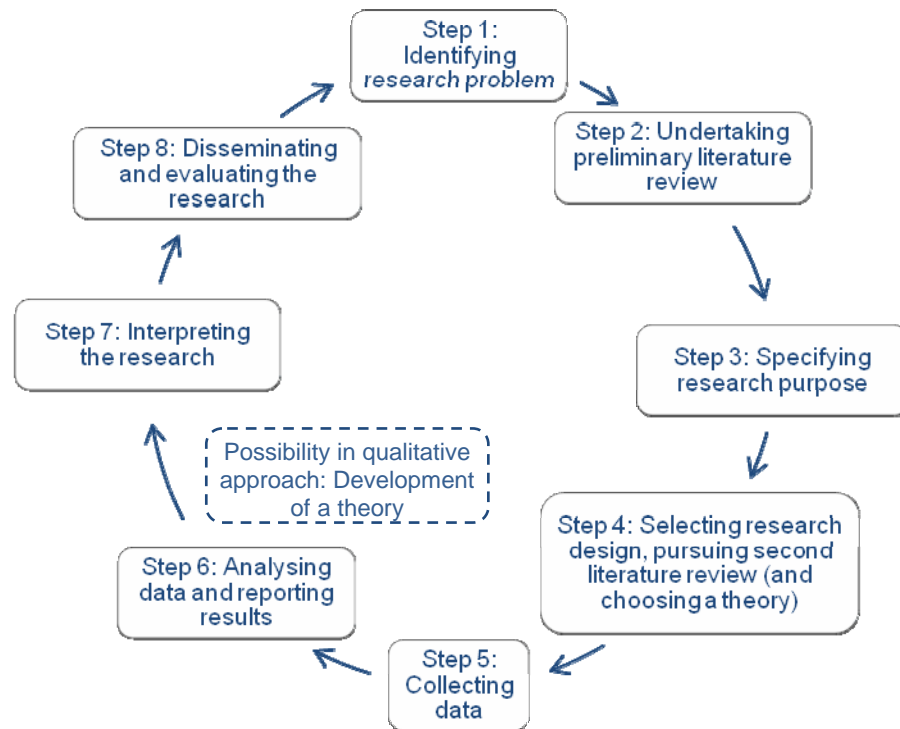 Step 1:
Identifying
research problem
Step 2: Undertaking
preliminary literature
review
Step 3: Specifying
research purpose
Step 4: Selecting research
design, pursuing second
literature review (and
choosing a theory)
Step 5:
Collecting
data
Step 6: Analysing
data and reporting
results
Possibility in qualitative
approach: Development
of a theory
Step 7: Interpreting
the research
Step 8: Disseminating
and evaluating the
research